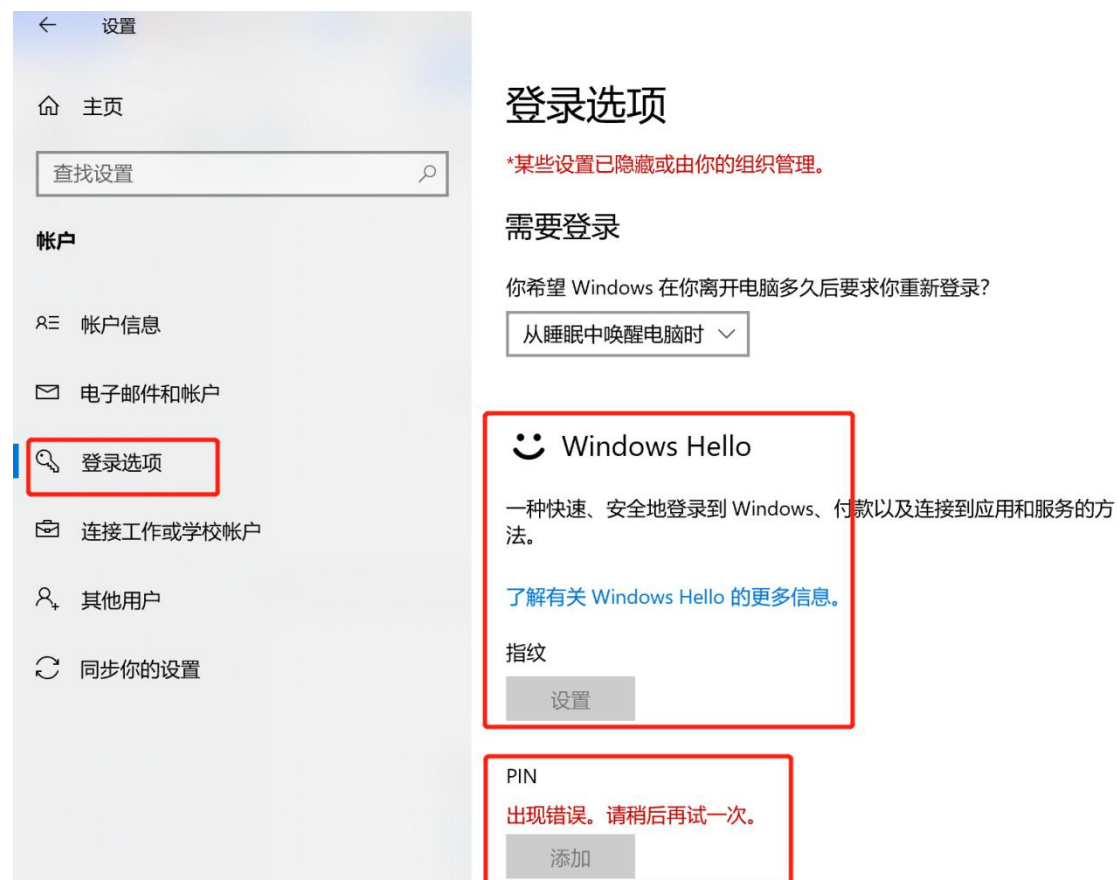 设置
主页
查找设置
帐户
帐户信息
电子邮件和帐户
登录选项
连接工作或学校帐户
其他用户
同步你的设置
登录选项
*某些设置已隐藏或由你的组织管理。
需要登录
你希望 Windows 在你离开电脑多久后要求你重新登录?
从睡眠中唤醒电脑时
Windows Hello
一种快速、安全地登录到 Windows、付款以及连接到应用和服务的方
法。
了解有关 Windows Hello 的更多信息。
指纹
设置
PIN
出现错误。请稍后再试一次。
添加